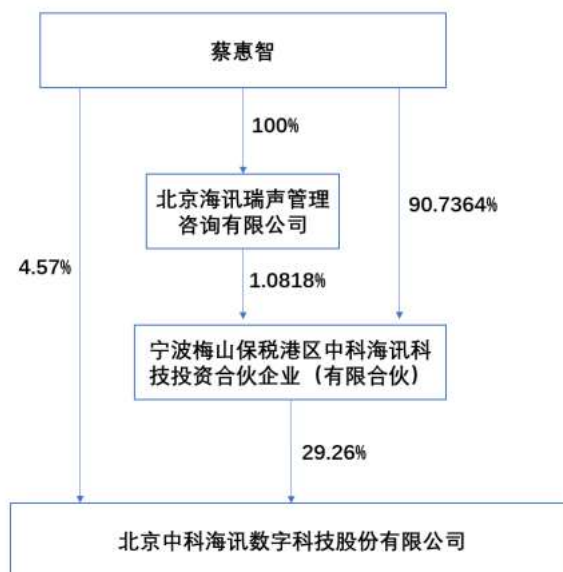 蔡惠智
100%
北京海讯瑞声管理
咨询有限公司
90.7364%
4.57%
1.0818%
宁波梅山保税港区中科海讯科
技投资合伙企业（有限合伙）
29.26%
北京中科海讯数字科技股份有限公司